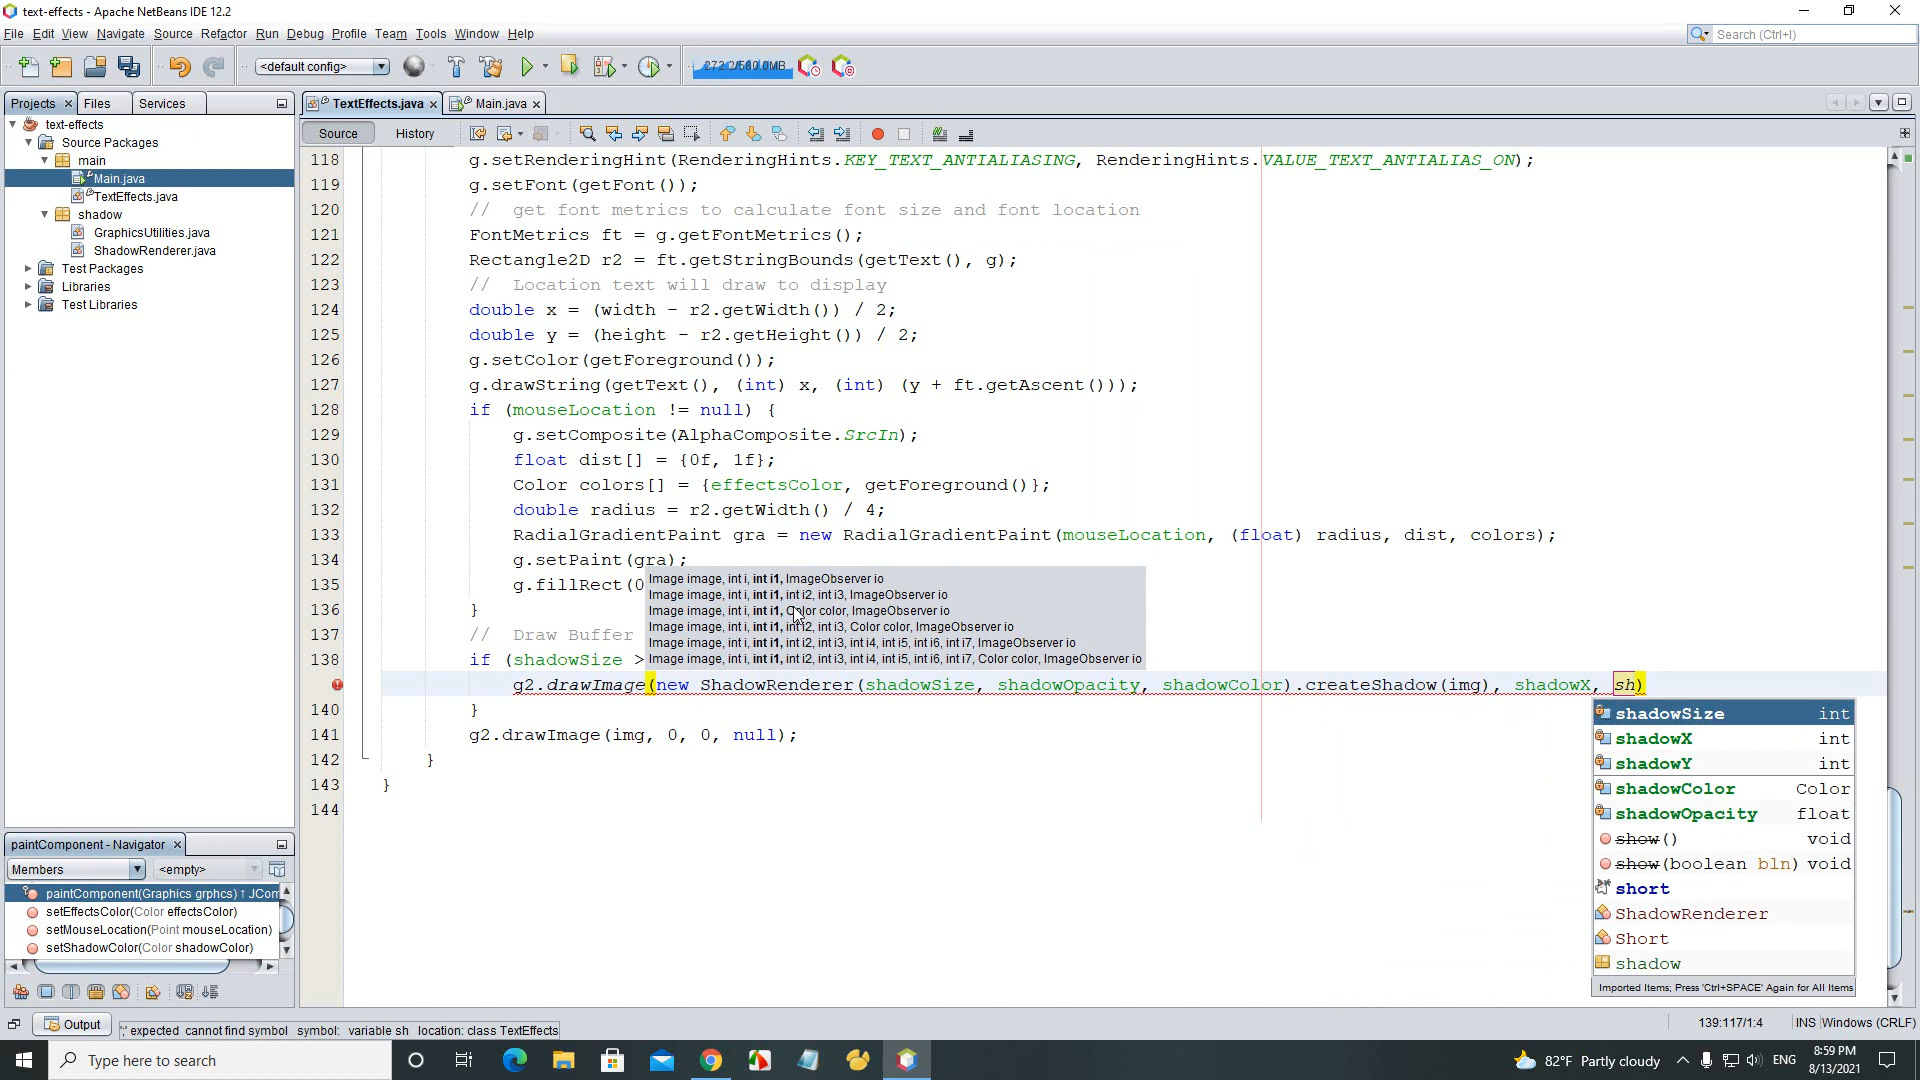 text-effects - Apache NetBeans IDE 12.2
File Edit View Navigate Source Refactor Run Debug Profile Team Tools Window Help
Search (Ctrl+I)
<default config>
272.2/580.0MB
Projects Files Services
TextEffects.java Main.java
Source History
text-effects
Source Packages
main
Main.java
TextEffects.java
shadow
GraphicsUtilities.java
ShadowRenderer.java
Test Packages
Libraries
Test Libraries
118 g.setRenderingHint(RenderingHints.KEY_TEXT_ANTIALIASING, RenderingHints.VALUE_TEXT_ANTIALIAS_ON);
119 g.setFont(getFont());
120 //  get font metrics to calculate font size and font location
121 FontMetrics ft = g.getFontMetrics();
122 Rectangle2D r2 = ft.getStringBounds(getText(), g);
123 //  Location text will draw to display
124 double x = (width - r2.getWidth()) / 2;
125 double y = (height - r2.getHeight()) / 2;
126 g.setColor(getForeground());
127 g.drawString(getText(), (int) x, (int) (y + ft.getAscent()));
128 if (mouseLocation != null) {
129 g.setComposite(AlphaComposite.SrcIn);
130 float dist[] = {0f, 1f};
131 Color colors[] = {effectsColor, getForeground()};
132 double radius = r2.getWidth() / 4;
133 RadialGradientPaint gra = new RadialGradientPaint(mouseLocation, (float) radius, dist, colors);
134 g.setPaint(gra);
135 g.fillRect(0
136 }
137 //  Draw Buffer
138 if (shadowSize >
g2.drawImage(new ShadowRenderer(shadowSize, shadowOpacity, shadowColor).createShadow(img), shadowX, sh)
140 }
141 g2.drawImage(img, 0, 0, null);
142 }
143 }
144
Image image, int i, int i1, ImageObserver io
Image image, int i, int i1, int i2, int i3, ImageObserver io
Image image, int i, int i1, Color color, ImageObserver io
Image image, int i, int i1, int i2, int i3, Color color, ImageObserver io
Image image, int i, int i1, int i2, int i3, int i4, int i5, int i6, int i7, ImageObserver io
Image image, int i, int i1, int i2, int i3, int i4, int i5, int i6, int i7, Color color, ImageObserver io
shadowSize int
shadowX int
shadowY int
shadowColor Color
shadowOpacity float
show() void
show(boolean bln) void
short
ShadowRenderer
Short
shadow
Imported Items; Press 'Ctrl+SPACE' Again for All Items
paintComponent - Navigator
Members <empty>
paintComponent(Graphics grphcs) ↑ JCom
setEffectsColor(Color effectsColor)
setMouseLocation(Point mouseLocation)
setShadowColor(Color shadowColor)
Output
';' expected cannot find symbol symbol: variable sh location: class TextEffects
139:117/1:4 INS Windows (CRLF)
Type here to search
82°F Partly cloudy
ENG
8:59 PM
8/13/2021